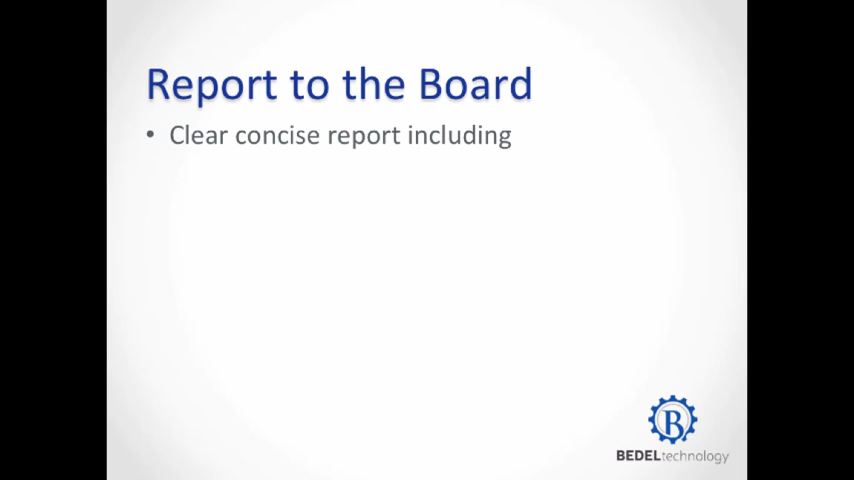 Report to the Board
• Clear concise report including
B
BEDELtechnology